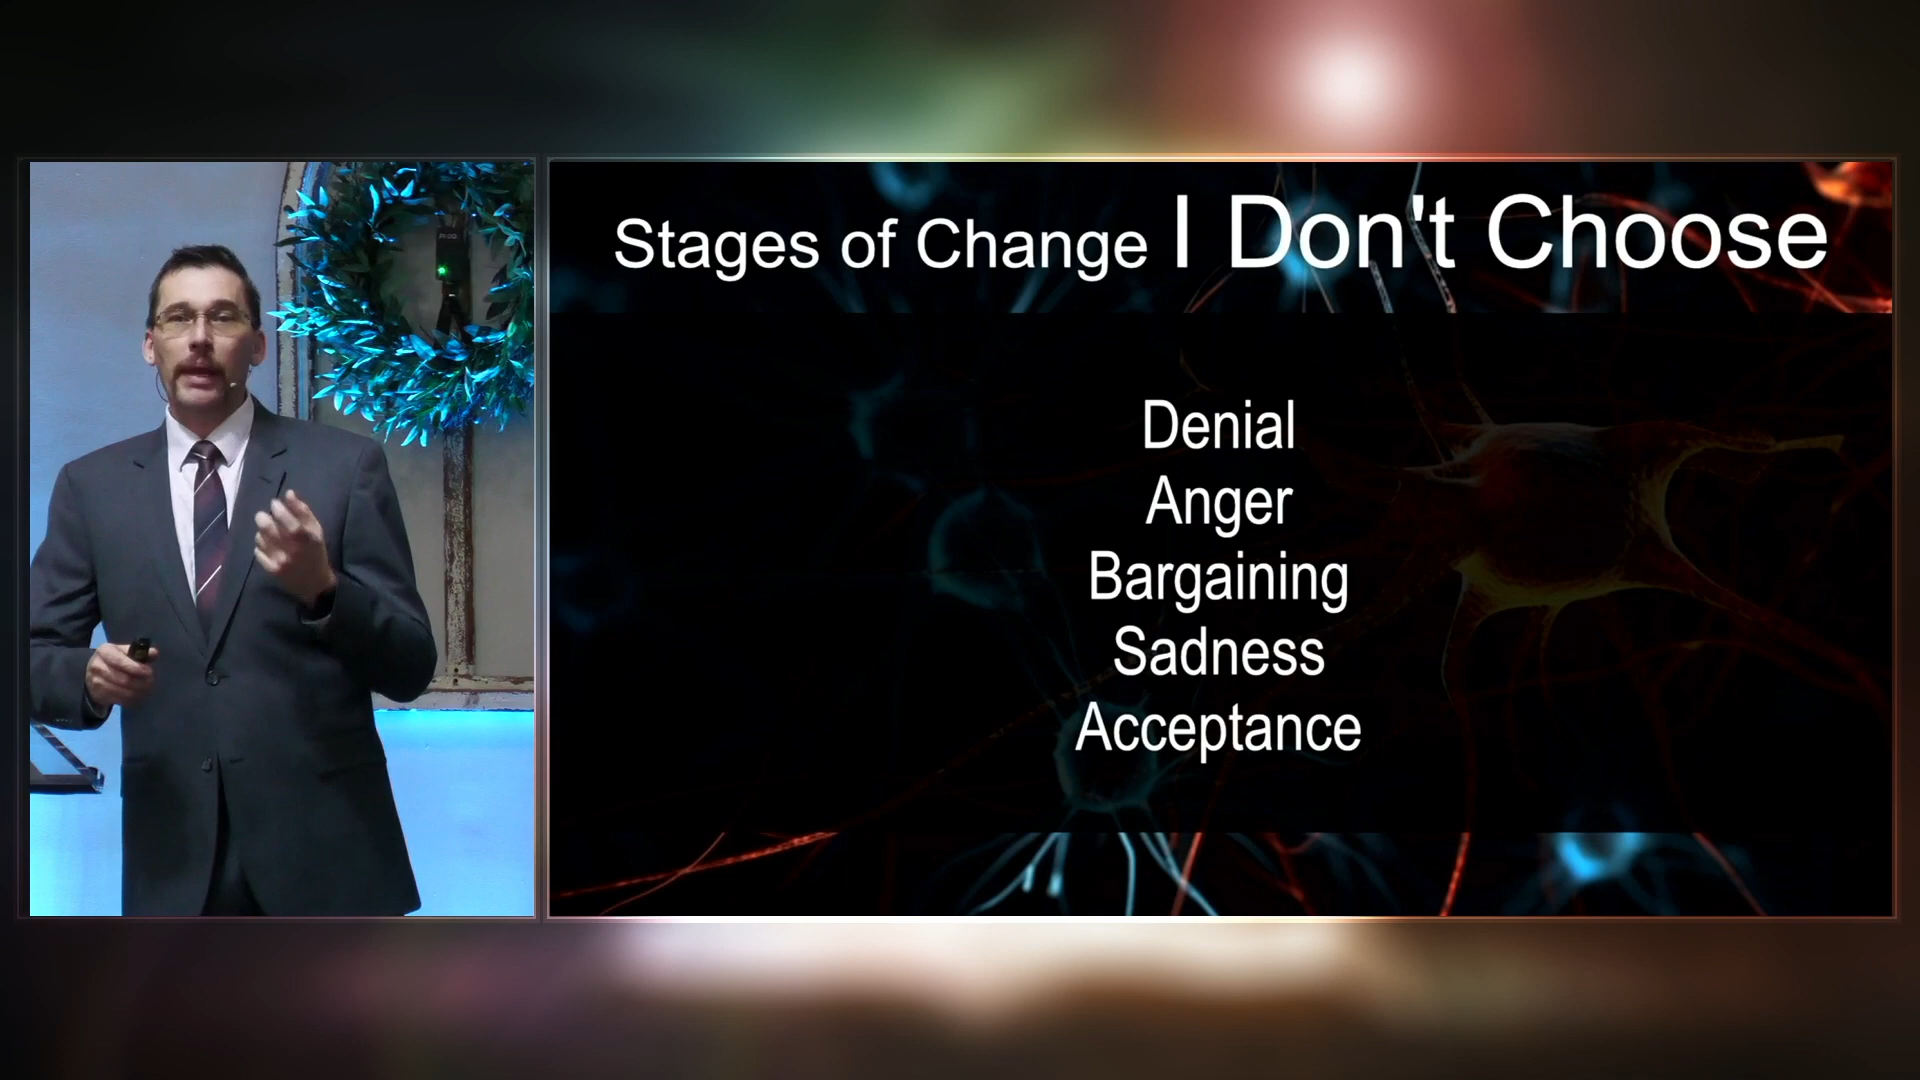 Stages of Change I Don't Choose
Denial
Anger
Bargaining
Sadness
Acceptance